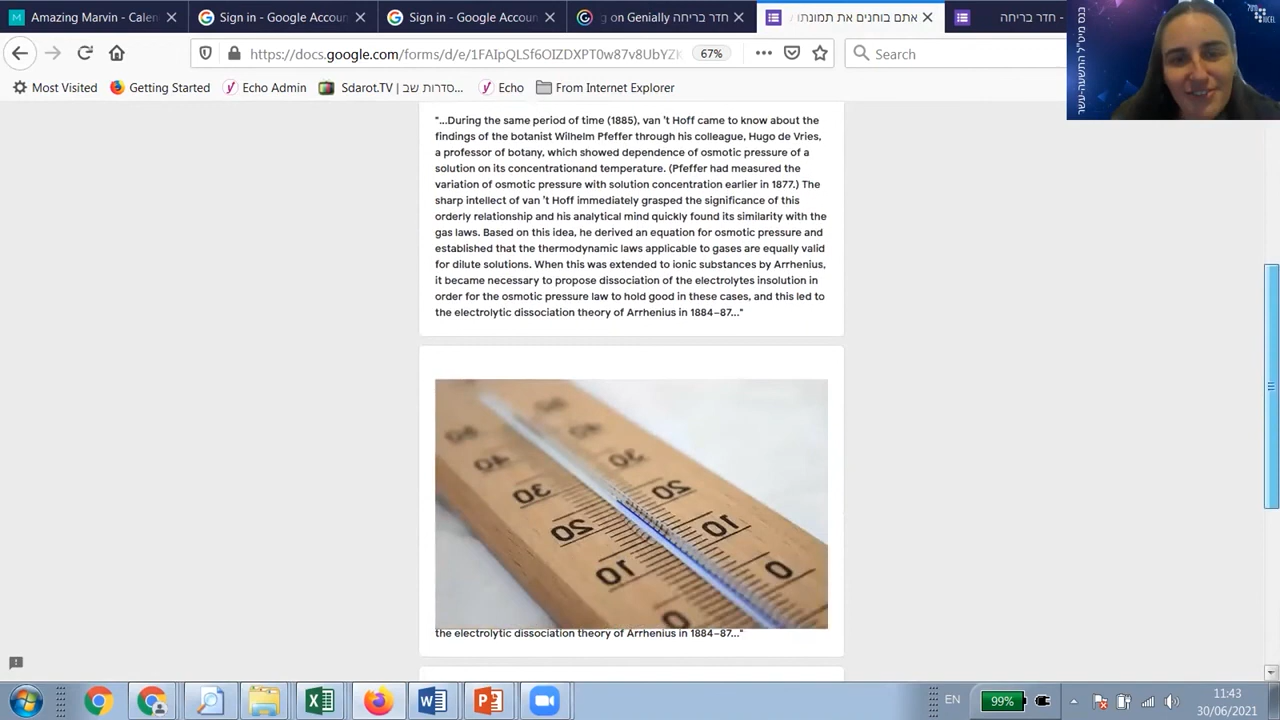 Amazing Marvin - Calen
Sign in - Google Accoun
Sign in - Google Accoun
חדר בריחה on Genially
אתם בוחנים את תמונתו
חדר בריחה -
https://docs.google.com/forms/d/e/1FAIpQLSf6OIZDXPT0w87v8UbYZK
67%
Search
Most Visited
Getting Started
Echo Admin
Sdarot.TV | סדרות שב...
Echo
From Internet Explorer
"...During the same period of time (1885), van 't Hoff came to know about the
findings of the botanist Wilhelm Pfeffer through his colleague, Hugo de Vries,
a professor of botany, which showed dependence of osmotic pressure of a
solution on its concentrationand temperature. (Pfeffer had measured the
variation of osmotic pressure with solution concentration earlier in 1877.) The
sharp intellect of van 't Hoff immediately grasped the significance of this
orderly relationship and his analytical mind quickly found its similarity with the
gas laws. Based on this idea, he derived an equation for osmotic pressure and
established that the thermodynamic laws applicable to gases are equally valid
for dilute solutions. When this was extended to ionic substances by Arrhenius,
it became necessary to propose dissociation of the electrolytes insolution in
order for the osmotic pressure law to hold good in these cases, and this led to
the electrolytic dissociation theory of Arrhenius in 1884–87..."
50
40
40
30
30
20
20
10
10
0
0
the electrolytic dissociation theory of Arrhenius in 1884–87..."
EN
99%
11:43
30/06/2021